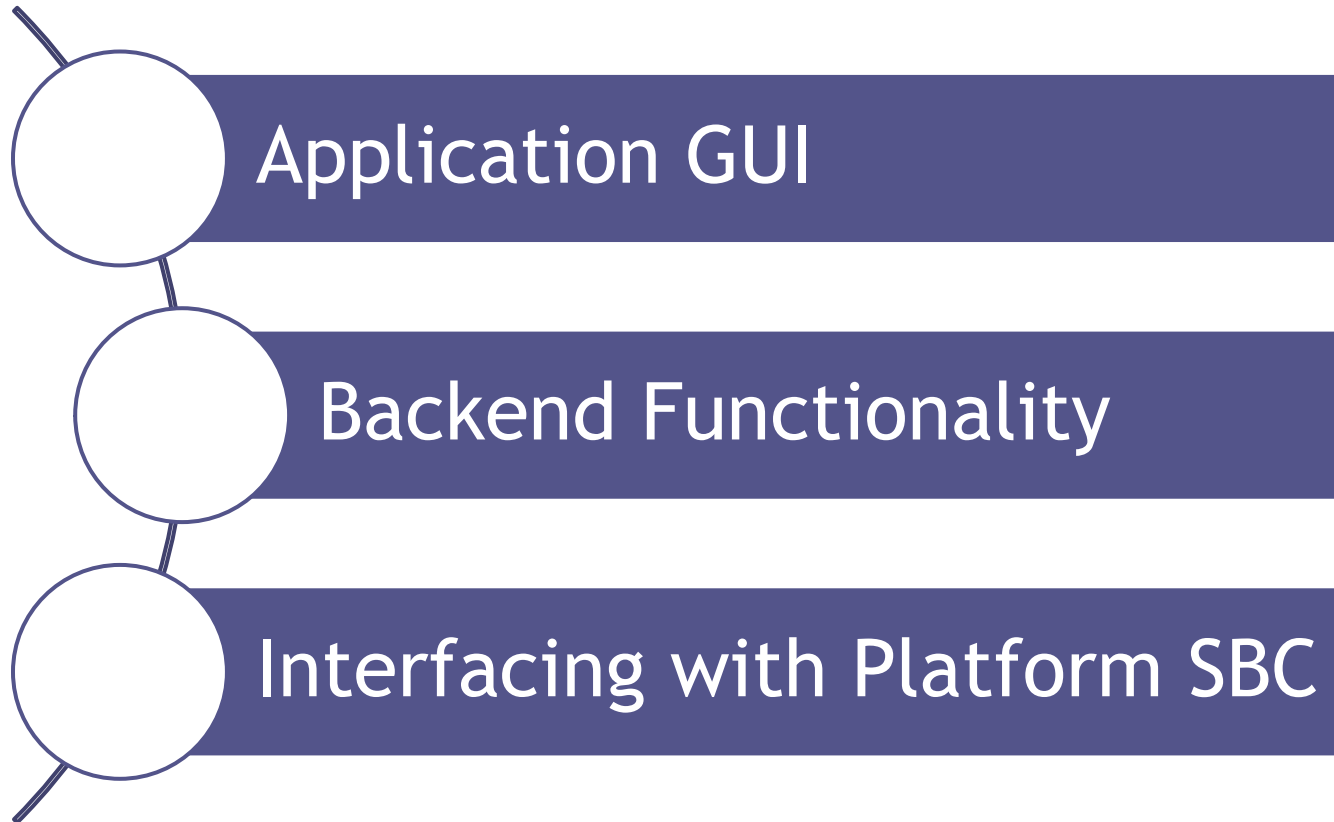 Application GUI
Backend Functionality
Interfacing with Platform SBC